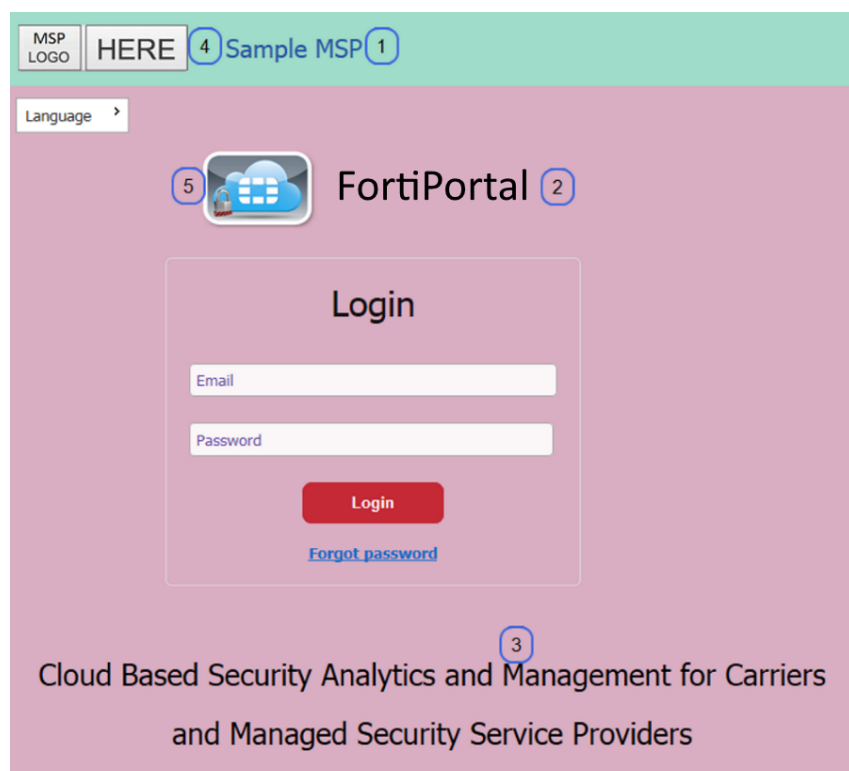 MSP
LOGO
HERE 4 Sample MSP 1
Language >
5 FortiPortal 2
Login
Email
Password
Login
Forgot password
3
Cloud Based Security Analytics and Management for Carriers
and Managed Security Service Providers